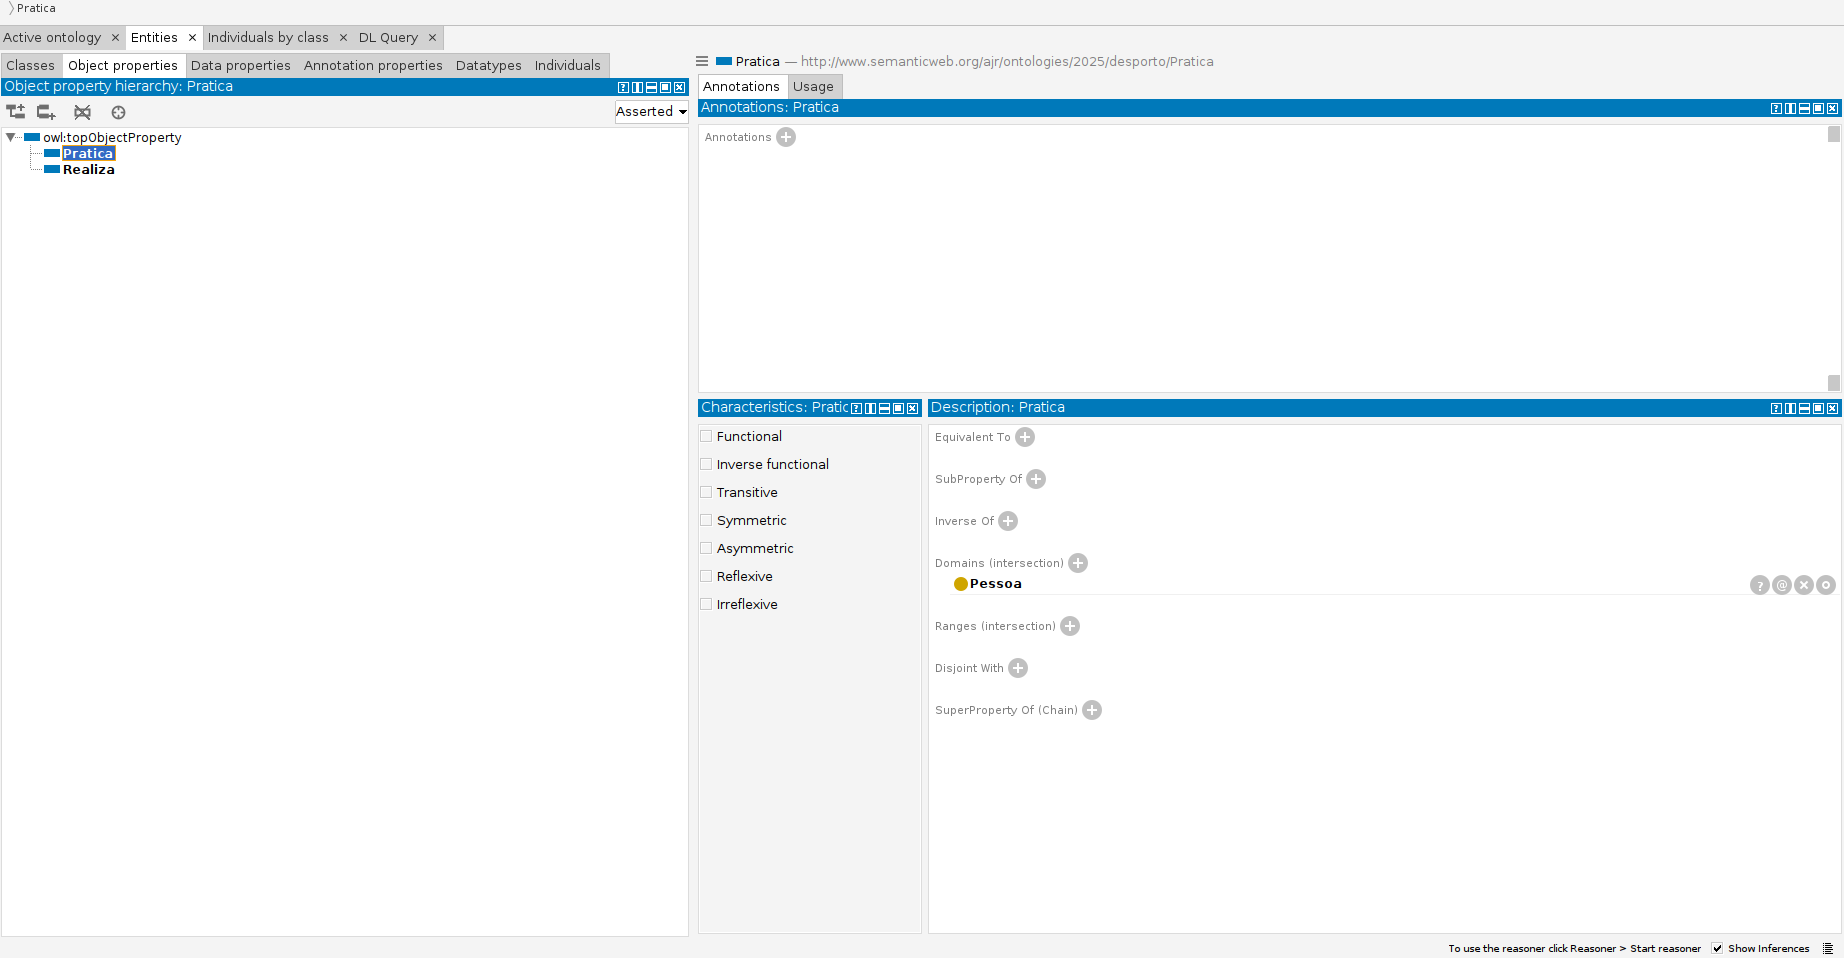 Pratica
Active ontology × Entities × Individuals by class × DL Query ×
Classes Object properties Data properties Annotation properties Datatypes Individuals
Object property hierarchy: Pratica
Asserted
owl:topObjectProperty
Pratica
Realiza
Pratica — http://www.semanticweb.org/ajr/ontologies/2025/desporto/Pratica
Annotations Usage
Annotations: Pratica
Annotations
Characteristics: Pratic
Functional
Inverse functional
Transitive
Symmetric
Asymmetric
Reflexive
Irreflexive
Description: Pratica
Equivalent To
SubProperty Of
Inverse Of
Domains (intersection)
Pessoa
Ranges (intersection)
Disjoint With
SuperProperty Of (Chain)
To use the reasoner click Reasoner > Start reasoner Show Inferences